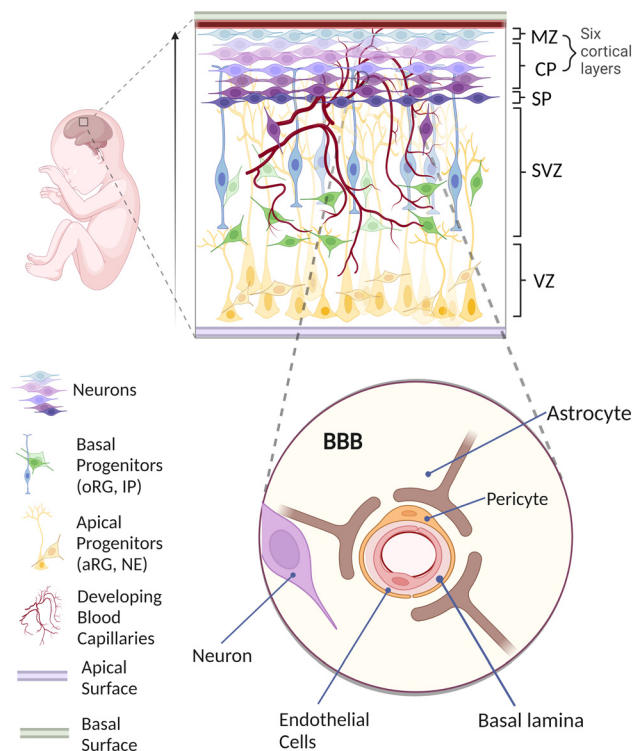 MZ
Six
cortical
layers
CP
SP
SVZ
VZ
Neurons
Basal
Progenitors
(oRG, IP)
Apical
Progenitors
(aRG, NE)
Developing
Blood
Capillaries
Apical
Surface
Basal
Surface
BBB
Astrocyte
Pericyte
Neuron
Endothelial
Cells
Basal lamina